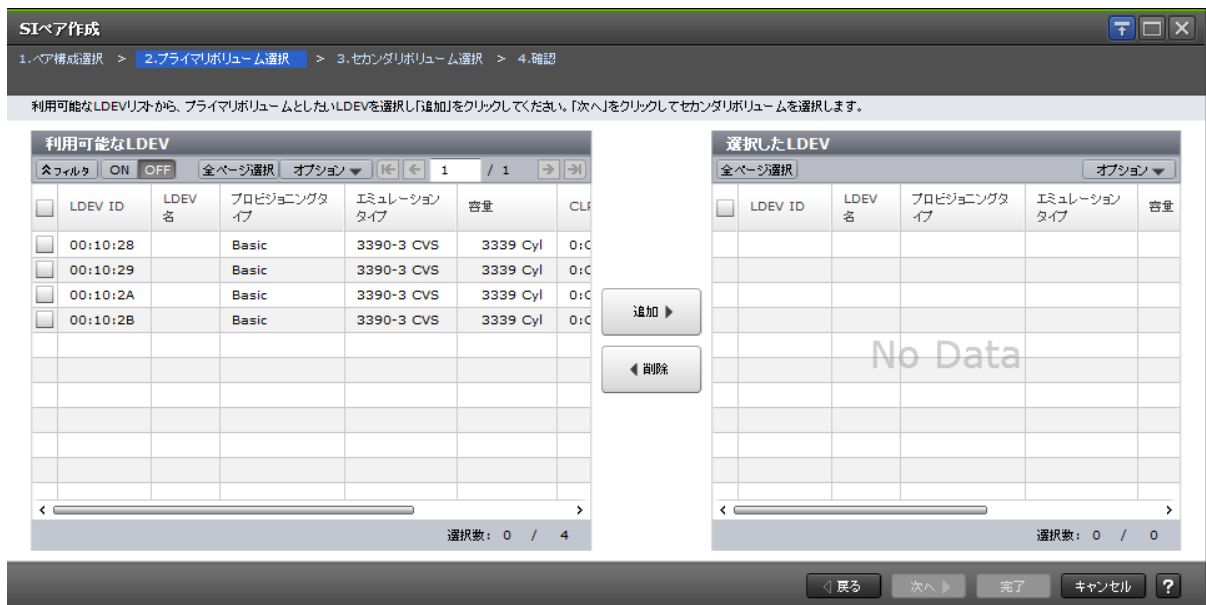 SIペア作成
1.ペア構成選択 > 2.プライマリボリューム選択 > 3.セカンダリボリューム選択 > 4.確認
利用可能なLDEVリストから、プライマリボリュームとしたいLDEVを選択し「追加」をクリックしてください。「次へ」をクリックしてセカンダリボリュームを選択します。
利用可能なLDEV
フィルタ ON OFF 全ページ選択 オプション 1 / 1
LDEV ID LDEV名 プロビジョニングタイプ エミュレーションタイプ 容量
00:10:28 Basic 3390-3 CVS 3339 Cyl
00:10:29 Basic 3390-3 CVS 3339 Cyl
00:10:2A Basic 3390-3 CVS 3339 Cyl
00:10:2B Basic 3390-3 CVS 3339 Cyl
選択数: 0 / 4
追加
削除
選択したLDEV
全ページ選択 オプション
LDEV ID LDEV名 プロビジョニングタイプ エミュレーションタイプ 容量
No Data
選択数: 0 / 0
戻る 次へ 完了 キャンセル ?